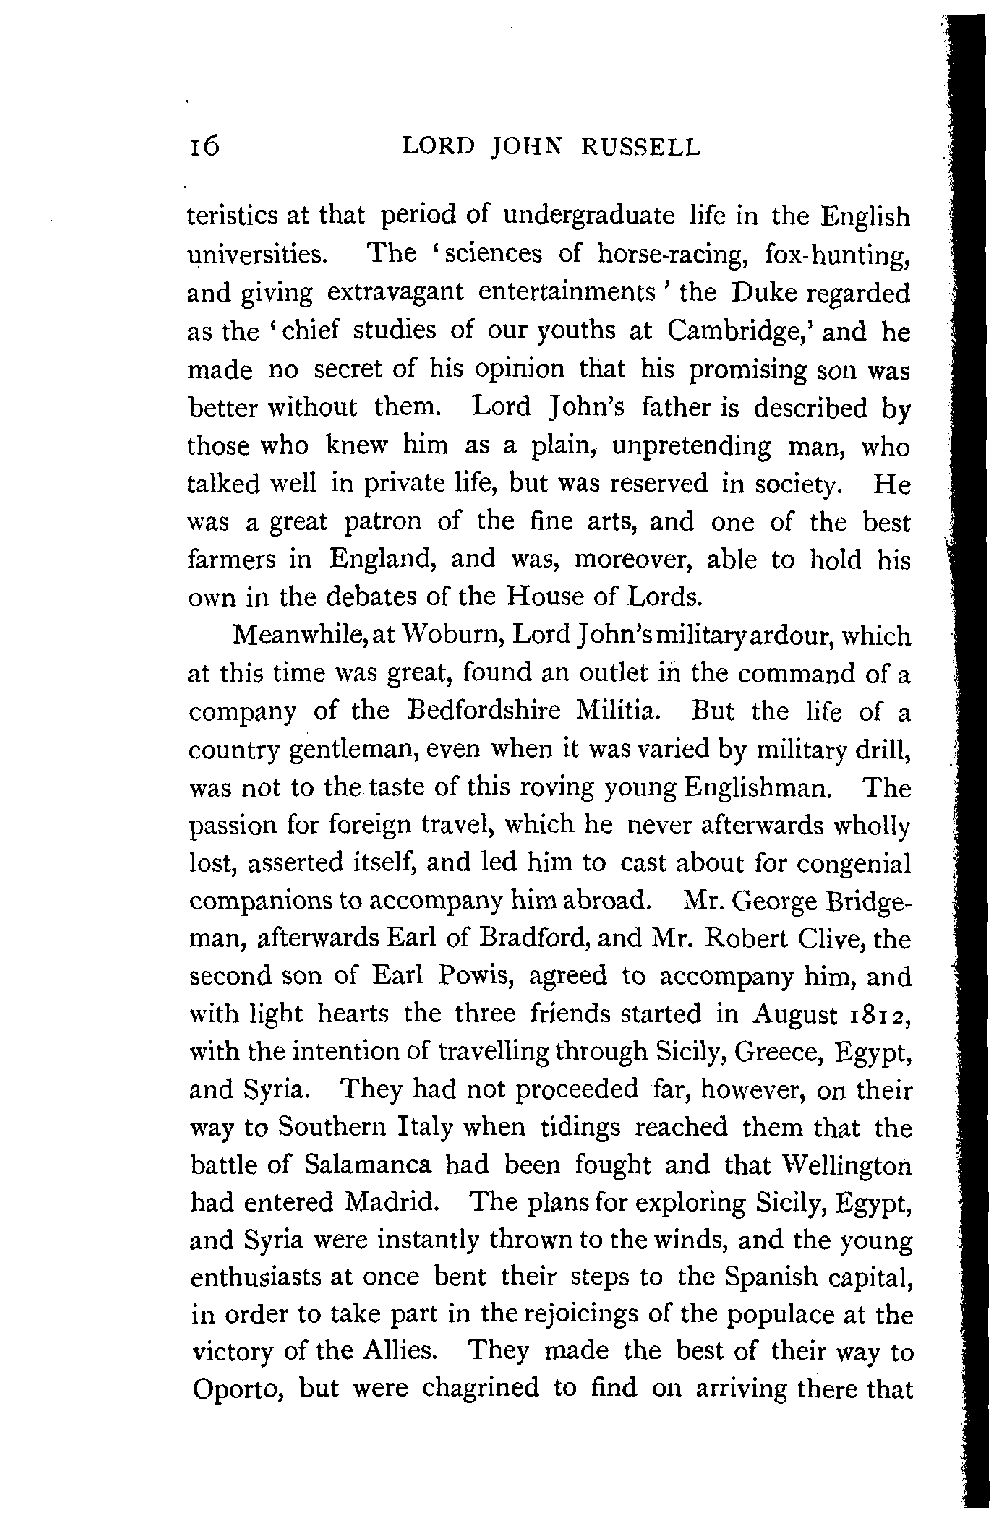 16 LORD JOHN RUSSELL
teristics at that period of undergraduate life in the English
universities. The ‘sciences of horse-racing, fox-hunting,
and giving extravagant entertainments’ the Duke regarded
as the ‘chief studies of our youths at Cambridge,’ and he
made no secret of his opinion that his promising son was
better without them. Lord John's father is described by
those who knew him as a plain, unpretending man, who
talked well in private life, but was reserved in society. He
was a great patron of the fine arts, and one of the best
farmers in England, and was, moreover, able to hold his
own in the debates of the House of Lords.
Meanwhile, at Woburn, Lord John's military ardour, which
at this time was great, found an outlet in the command of a
company of the Bedfordshire Militia. But the life of a
country gentleman, even when it was varied by military drill,
was not to the taste of this roving young Englishman. The
passion for foreign travel, which he never afterwards wholly
lost, asserted itself, and led him to cast about for congenial
companions to accompany him abroad. Mr. George Bridge-
man, afterwards Earl of Bradford, and Mr. Robert Clive, the
second son of Earl Powis, agreed to accompany him, and
with light hearts the three friends started in August 1812,
with the intention of travelling through Sicily, Greece, Egypt,
and Syria. They had not proceeded far, however, on their
way to Southern Italy when tidings reached them that the
battle of Salamanca had been fought and that Wellington
had entered Madrid. The plans for exploring Sicily, Egypt,
and Syria were instantly thrown to the winds, and the young
enthusiasts at once bent their steps to the Spanish capital,
in order to take part in the rejoicings of the populace at the
victory of the Allies. They made the best of their way to
Oporto, but were chagrined to find on arriving there that